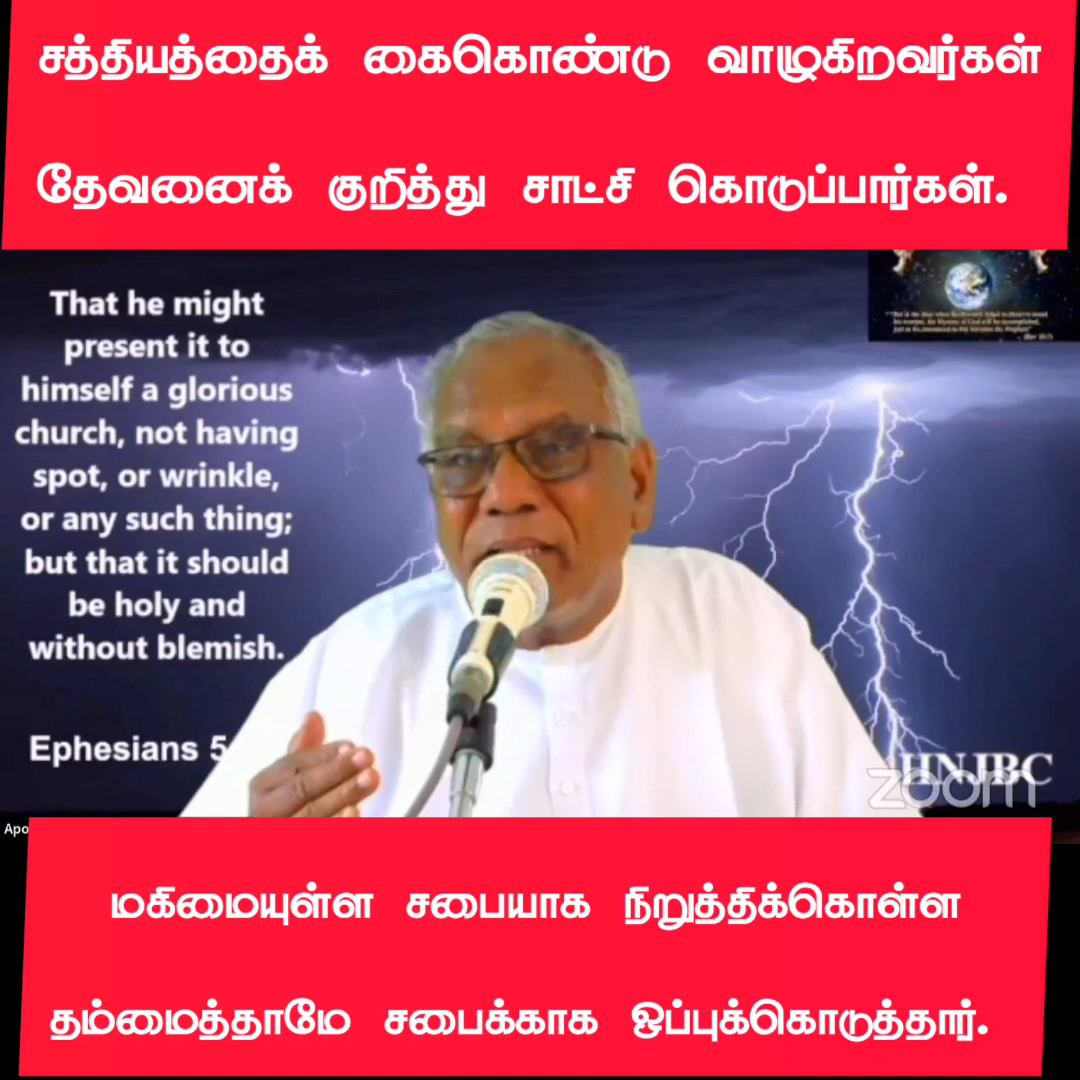 சத்தியத்தைக் கைகொண்டு வாழுகிறவர்கள்
தேவனைக் குறித்து சாட்சி கொடுப்பார்கள்.
That he might
present it to
himself a glorious
church, not having
spot, or wrinkle,
or any such thing;
but that it should
be holy and
without blemish.
Ephesians 5
HNJBC
zoom
Apo
மகிமையுள்ள சபையாக நிறுத்திக்கொள்ள
தம்மைத்தாமே சபைக்காக ஒப்புக்கொடுத்தார்.